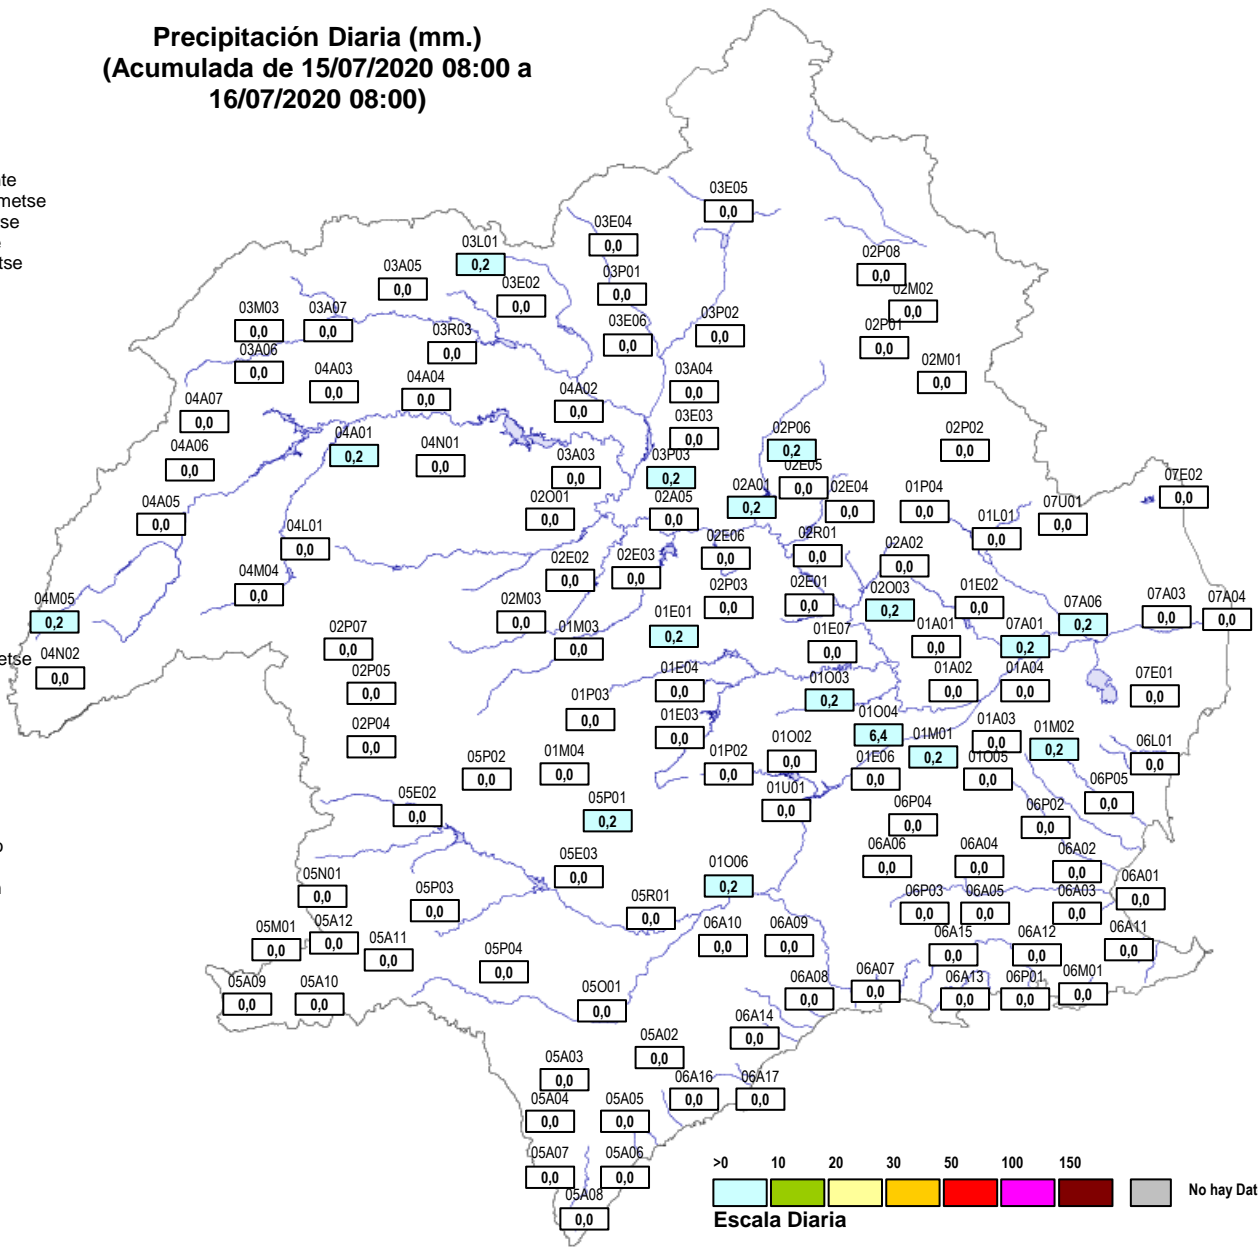 Precipitación Diaria (mm.)
(Acumulada de 15/07/2020 08:00 a
16/07/2020 08:00)
te
metse
se
tse
etse
03E05
0,0
03E04
0,0
03L01
0,2
03A05
0,0
03E02
0,0
03P01
0,0
02P08
0,0
02M02
0,0
03M03
0,0
03A07
0,0
03R03
0,0
03E06
0,0
03P02
0,0
02P01
0,0
03A06
0,0
04A03
0,0
04A04
0,0
04A02
0,0
03A04
0,0
02M01
0,0
04A07
0,0
03E03
0,0
04A06
0,0
04A01
0,2
04N01
0,0
03A03
0,0
03P03
0,2
02P06
0,2
02P02
0,0
02E05
0,0
04A05
0,0
02O01
0,0
02A05
0,0
02A01
0,2
02E04
0,0
01P04
0,0
07U01
0,0
07E02
0,0
04L01
0,0
01L01
0,0
02E06
0,0
02R01
0,0
02A02
0,0
02E02
0,0
02E03
0,0
04M04
0,0
04M05
0,2
02M03
0,0
02P03
0,0
02E01
0,0
02O03
0,2
01E02
0,0
07A03
0,0
07A04
0,0
01E01
0,2
07A06
0,2
02P07
0,0
01M03
0,0
01E07
0,0
01A01
0,0
07A01
0,2
04N02
0,0
02P05
0,0
01E04
0,0
01O03
0,2
01A02
0,0
01A04
0,0
07E01
0,0
01P03
0,0
02P04
0,0
01E03
0,0
01O04
6,4
01A03
0,0
01M02
0,2
01M01
0,2
06L01
0,0
05P02
0,0
01M04
0,0
01P02
0,0
01O02
0,0
01E06
0,0
01O05
0,0
05E02
0,0
05P01
0,2
01U01
0,0
06P04
0,0
06P02
0,0
06P05
0,0
05E03
0,0
01O06
0,2
06A06
0,0
06A04
0,0
06A02
0,0
05N01
0,0
05P03
0,0
05R01
0,0
06P03
0,0
06A05
0,0
06A03
0,0
06A01
0,0
05M01
0,0
05A12
0,0
05A11
0,0
06A10
0,0
06A09
0,0
06A15
0,0
06A12
0,0
06A11
0,0
05P04
0,0
05A09
0,0
05A10
0,0
05O01
0,0
06A08
0,0
06A07
0,0
06A13
0,0
06P01
0,0
06M01
0,0
06A14
0,0
05A02
0,0
05A03
0,0
06A16
0,0
06A17
0,0
05A04
0,0
05A05
0,0
05A07
0,0
05A06
0,0
05A08
0,0
>0 10 20 30 50 100 150
No hay Dat
Escala Diaria